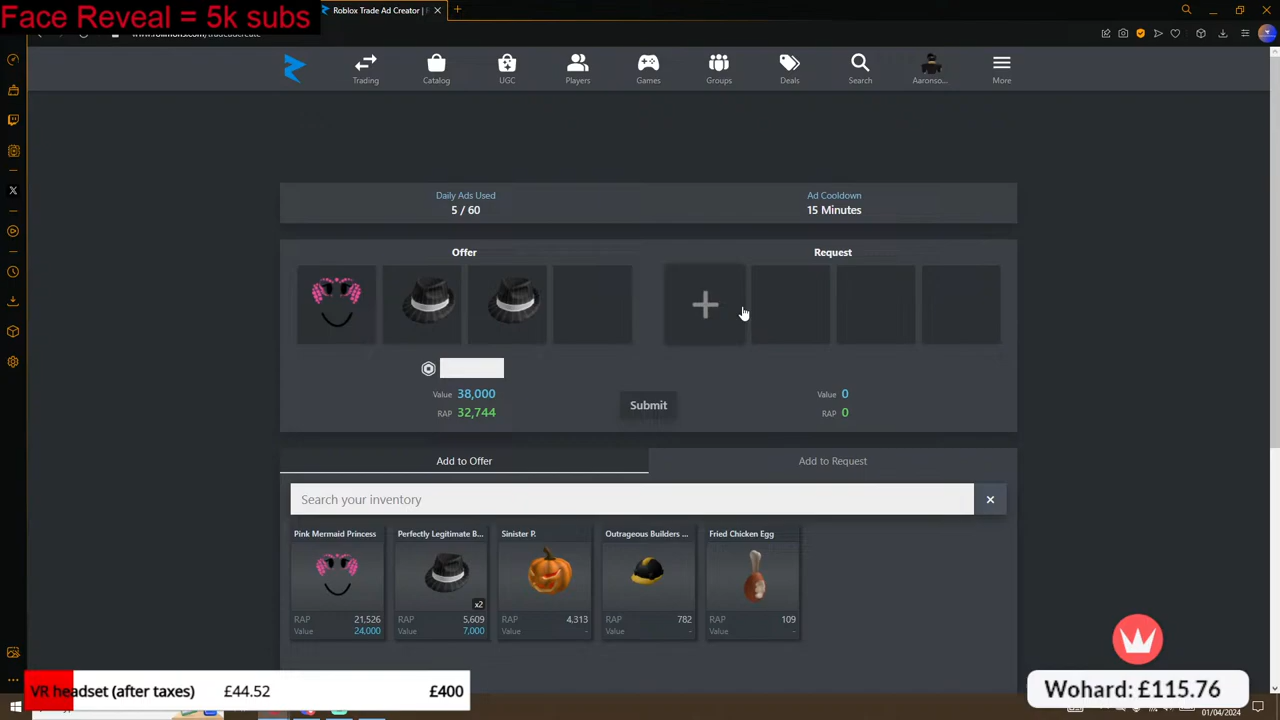 Face Reveal = 5k subs
Roblox Trade Ad Creator |
Trading
Catalog
UGC
Players
Games
Groups
Deals
Search
Aaronso...
More
Daily Ads Used
5 / 60
Ad Cooldown
15 Minutes
Offer
Request
Value 38,000
RAP 32,744
Submit
Value 0
RAP 0
Add to Offer
Add to Request
Search your inventory
Pink Mermaid Princess
RAP 21,526
Value 24,000
Perfectly Legitimate B...
x2
RAP 5,609
Value 7,000
Sinister P.
RAP 4,313
Value -
Outrageous Builders ...
RAP 782
Value -
Fried Chicken Egg
RAP 109
Value -
VR headset (after taxes) £44.52 £400
Wohard: £115.76
01/04/2024